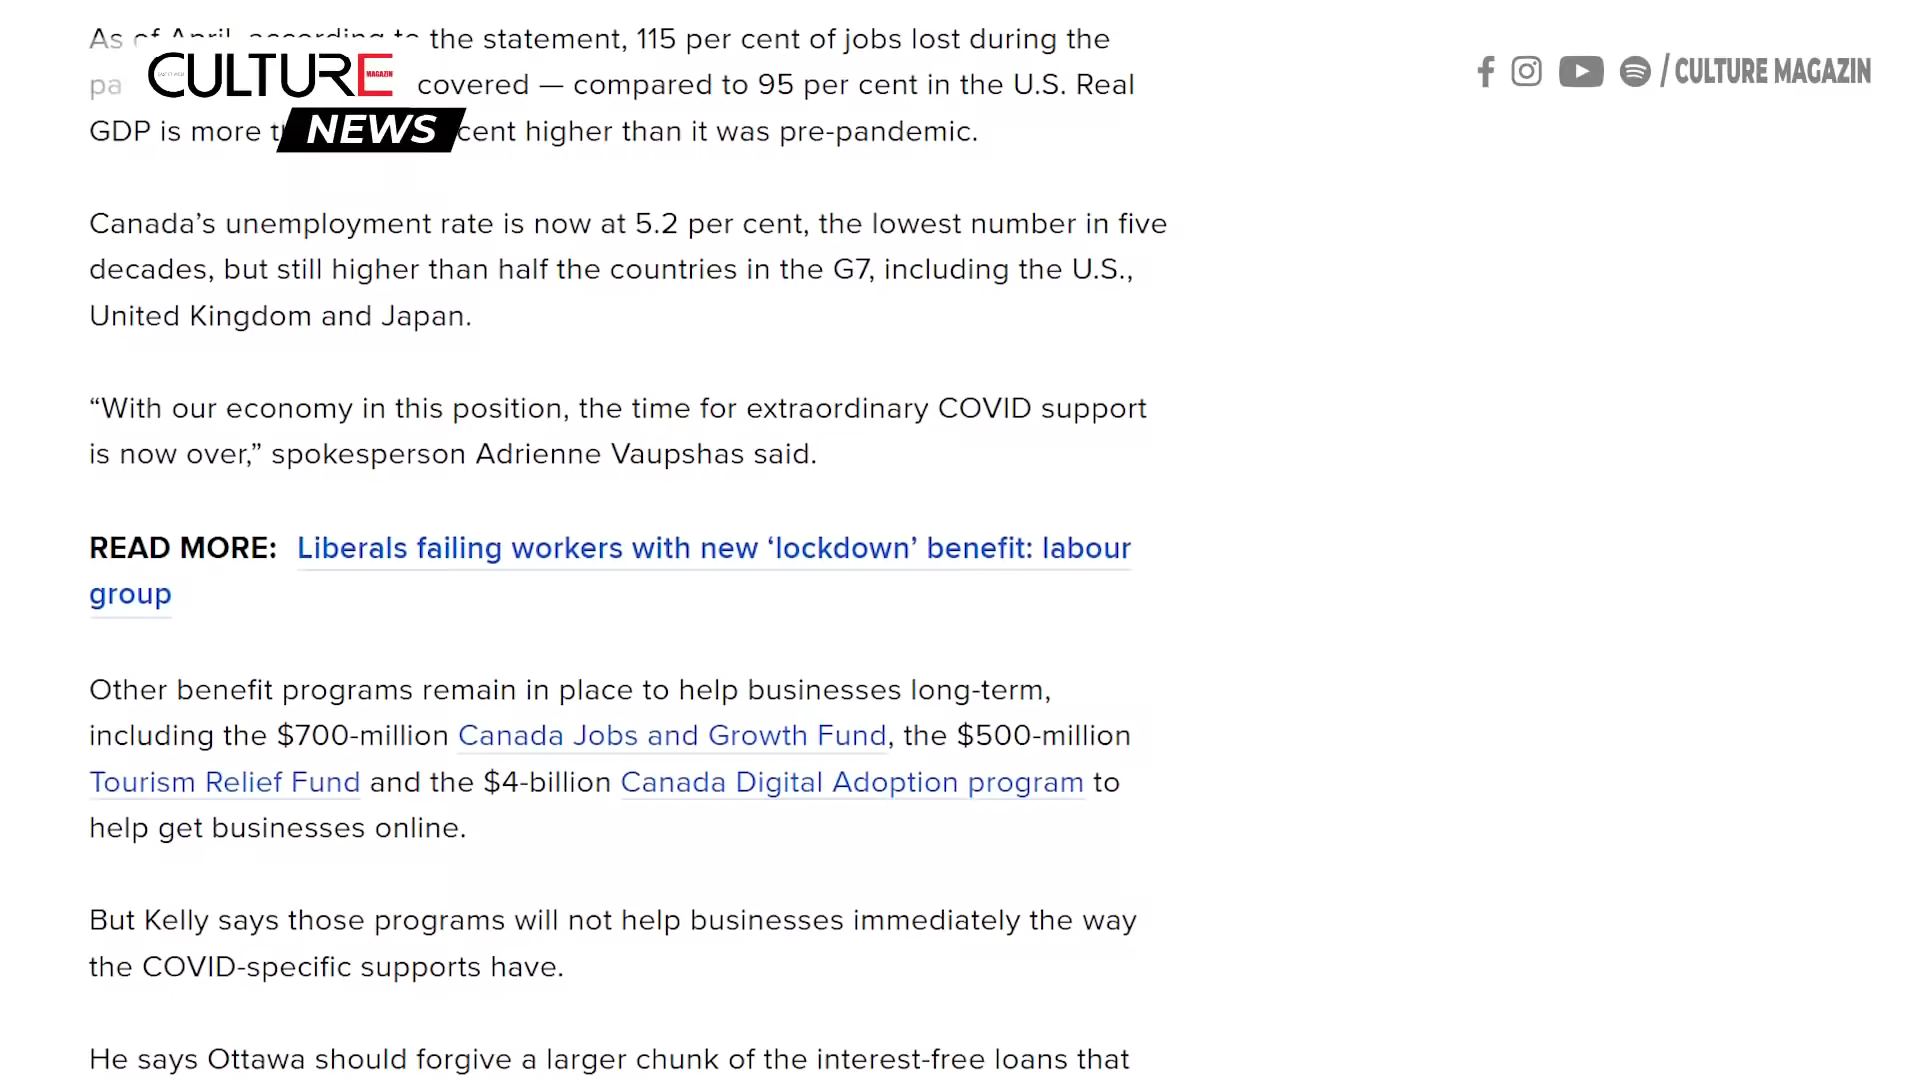 As of April, according to the statement, 115 per cent of jobs lost during the
pa covered — compared to 95 per cent in the U.S. Real
GDP is more cent higher than it was pre-pandemic.
CULTURE
MAGAZIN
NEWS
/ CULTURE MAGAZIN
Canada’s unemployment rate is now at 5.2 per cent, the lowest number in five
decades, but still higher than half the countries in the G7, including the U.S.,
United Kingdom and Japan.
“With our economy in this position, the time for extraordinary COVID support
is now over,” spokesperson Adrienne Vaupshas said.
READ MORE: Liberals failing workers with new ‘lockdown’ benefit: labour
group
Other benefit programs remain in place to help businesses long-term,
including the $700-million Canada Jobs and Growth Fund, the $500-million
Tourism Relief Fund and the $4-billion Canada Digital Adoption program to
help get businesses online.
But Kelly says those programs will not help businesses immediately the way
the COVID-specific supports have.
He says Ottawa should forgive a larger chunk of the interest-free loans that